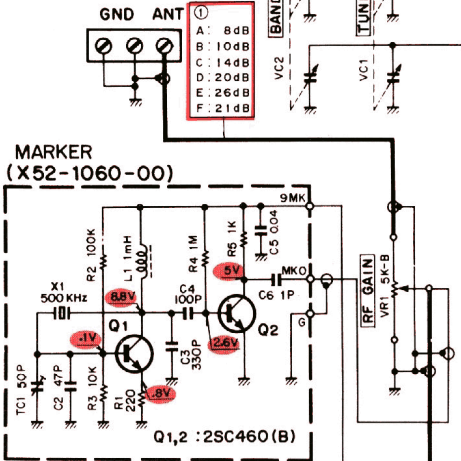 GND ANT
①
A : 8dB
B : 10dB
C : 14dB
D : 20dB
E : 26dB
F : 21dB
BAND
TUN
VC2
VC1
MARKER
(X52-1060-00)
9MK
R2 100K
L1 1mH
R4 1M
R5 1K
C5 0.04
5V
MKO
X1
500KHz
8.8V
C4
100P
C6 1P
G
RF GAIN
VR1 5K-B
.1V
Q1
Q2
2.6V
TC1 50P
C2 47P
R3 10K
R1
220
.8V
C3
330P
Q1,2 : 2SC460(B)